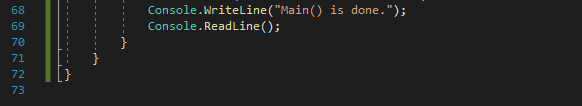 68 Console.WriteLine("Main() is done.");
69 Console.ReadLine();
70 }
71 }
72 }
73